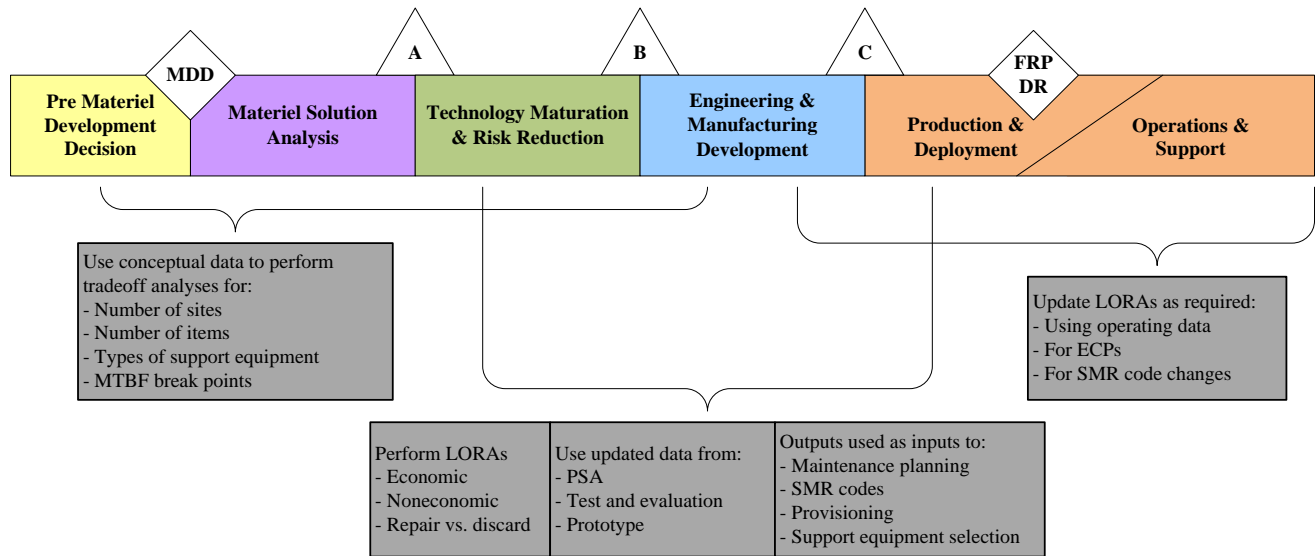 MDD
A
B
C
FRP
DR
Pre Materiel
Development
Decision
Materiel Solution
Analysis
Technology Maturation
& Risk Reduction
Engineering &
Manufacturing
Development
Production &
Deployment
Operations &
Support
Use conceptual data to perform
tradeoff analyses for:
- Number of sites
- Number of items
- Types of support equipment
- MTBF break points
Update LORAs as required:
- Using operating data
- For ECPs
- For SMR code changes
Perform LORAs
- Economic
- Noneconomic
- Repair vs. discard
Use updated data from:
- PSA
- Test and evaluation
- Prototype
Outputs used as inputs to:
- Maintenance planning
- SMR codes
- Provisioning
- Support equipment selection